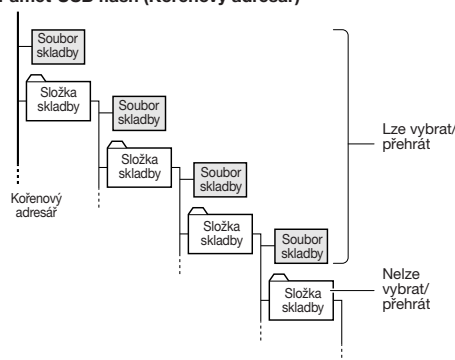 Paměť USB flash (Kořenový adresář)
Soubor
skladby
Složka
skladby
Soubor
skladby
Složka
skladby
Lze vybrat/
přehrát
Soubor
skladby
Kořenový
adresář
Složka
skladby
Soubor
skladby
Nelze
vybrat/
přehrát
Složka
skladby